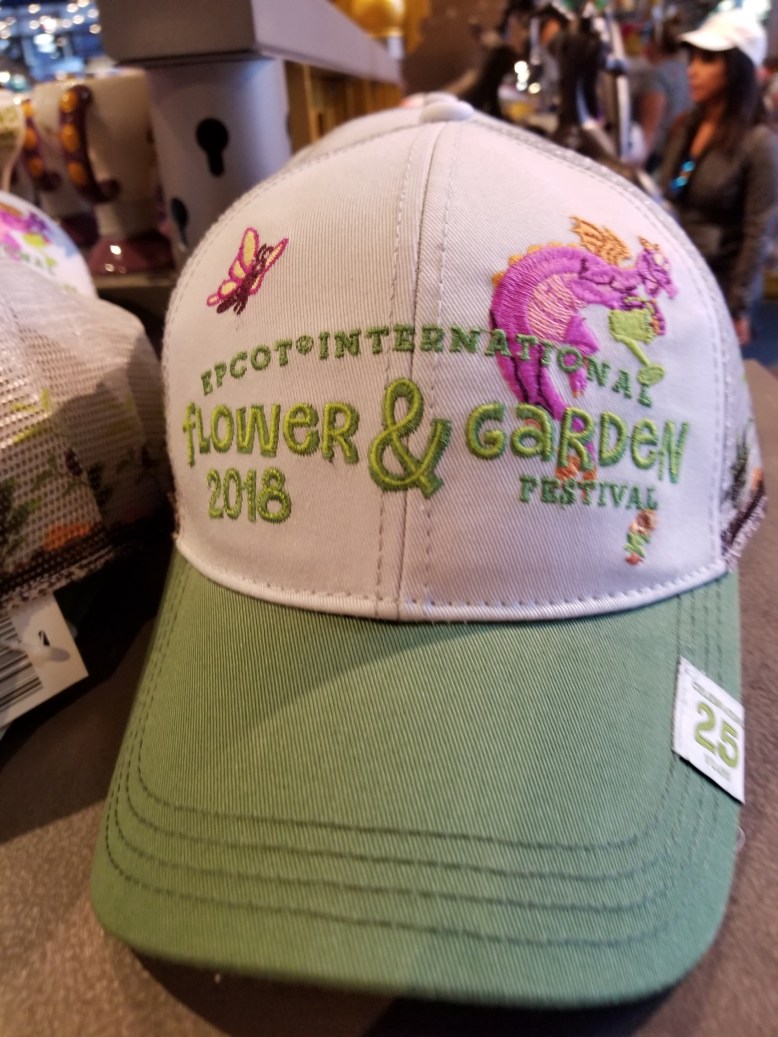 EPCOT® INTERNATIONAL
FLOWER & GARDEN
2018
FESTIVAL
25